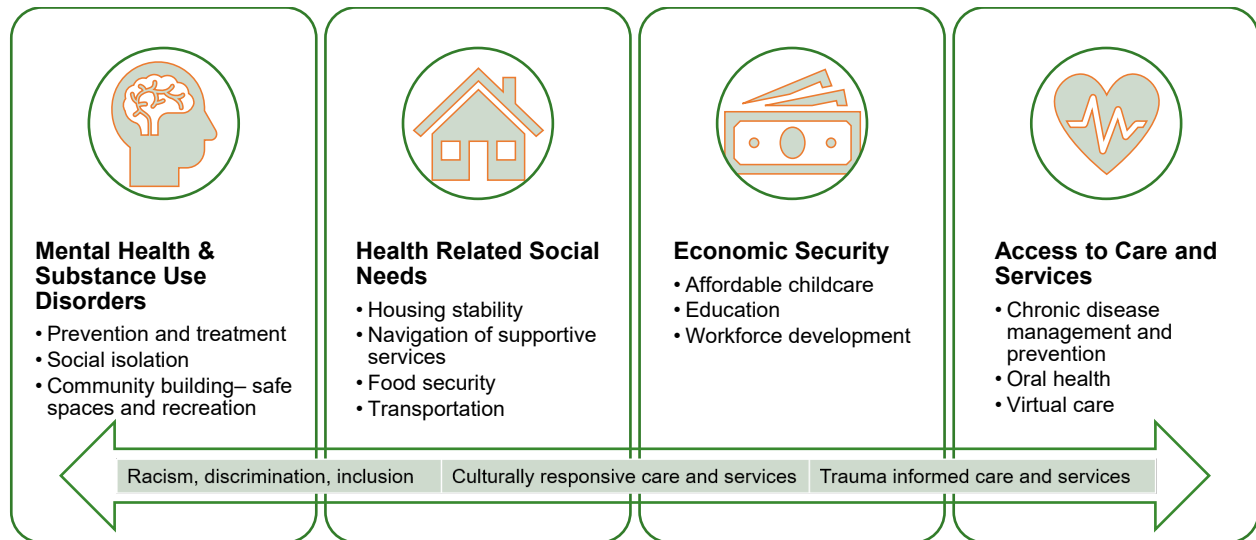 Mental Health &
Substance Use
Disorders
• Prevention and treatment
• Social isolation
• Community building– safe
spaces and recreation
Health Related Social
Needs
• Housing stability
• Navigation of supportive
services
• Food security
• Transportation
Economic Security
• Affordable childcare
• Education
• Workforce development
Access to Care and
Services
• Chronic disease
management and
prevention
• Oral health
• Virtual care
Racism, discrimination, inclusion
Culturally responsive care and services
Trauma informed care and services